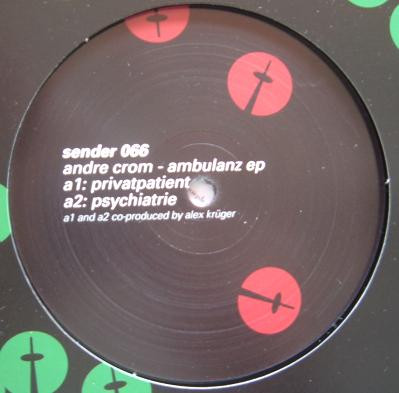 sender 066
andre crom - ambulanz ep
a1: privatpatient
a2: psychiatrie
a1 and a2 co-produced by alex krüger